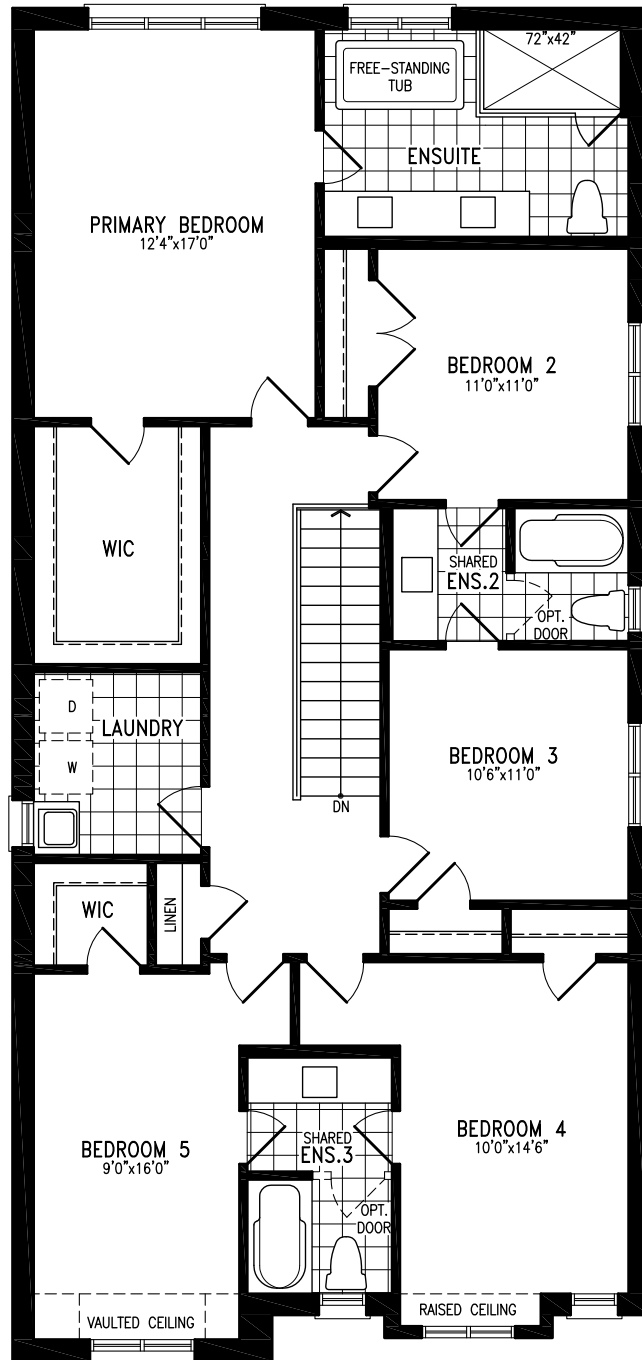 72"x42"
FREE-STANDING
TUB
ENSUITE
PRIMARY BEDROOM
12'4"x17'0"
BEDROOM 2
11'0"x11'0"
WIC
SHARED
ENS.2
OPT.
DOOR
D
LAUNDRY
W
BEDROOM 3
10'6"x11'0"
DN
WIC
LINEN
BEDROOM 4
10'0"x14'6"
BEDROOM 5
9'0"x16'0"
SHARED
ENS.3
OPT.
DOOR
VAULTED CEILING
RAISED CEILING